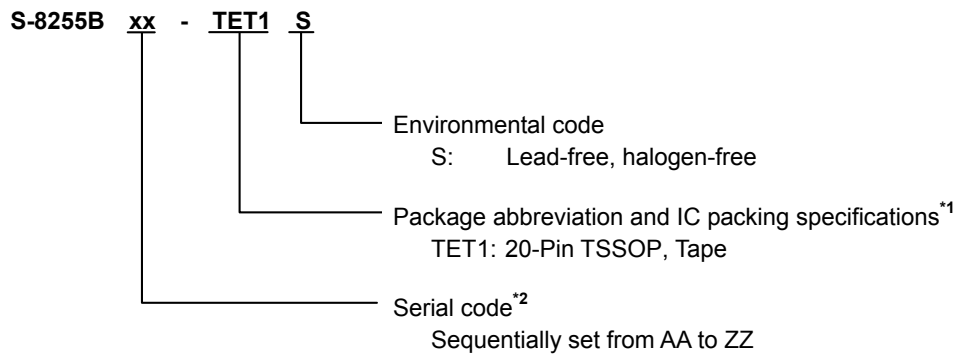 S-8255B xx - TET1 S
Environmental code
S: Lead-free, halogen-free
Package abbreviation and IC packing specifications*1
TET1: 20-Pin TSSOP, Tape
Serial code*2
Sequentially set from AA to ZZ